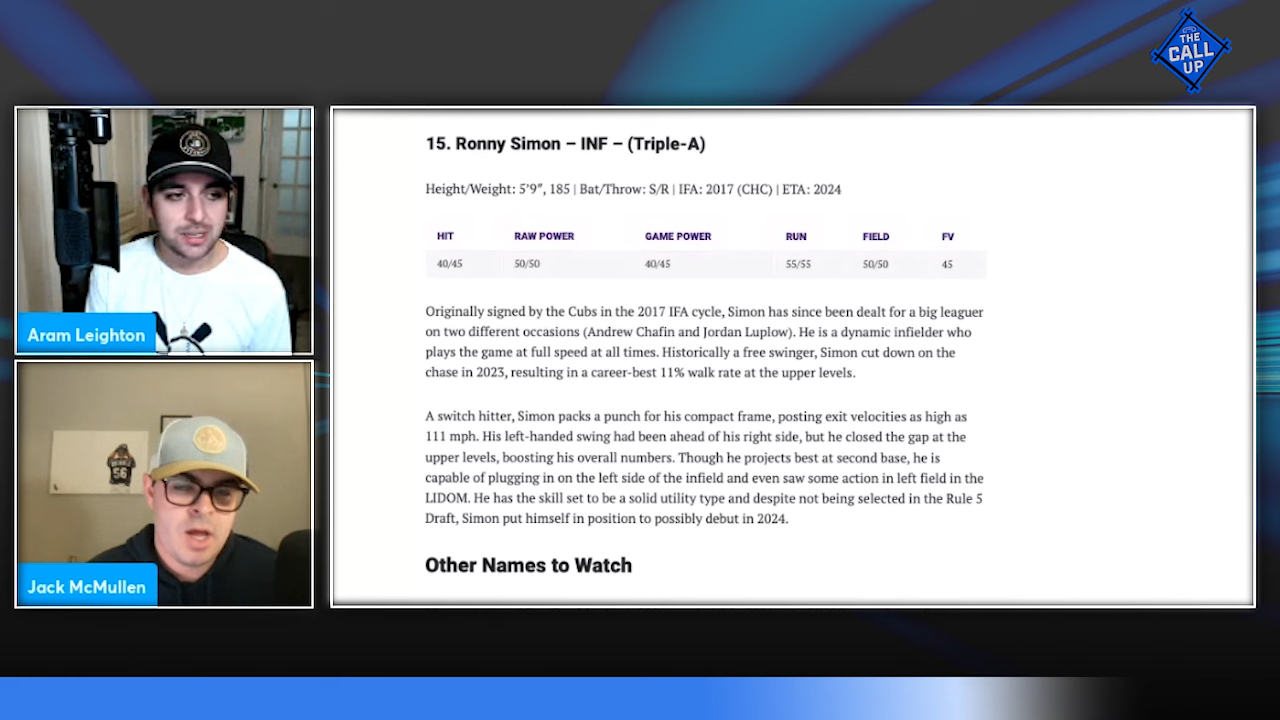 THE
CALL
UP
15. Ronny Simon – INF – (Triple-A)
Height/Weight: 5'9", 185 | Bat/Throw: S/R | IFA: 2017 (CHC) | ETA: 2024
HIT RAW POWER GAME POWER RUN FIELD FV
40/45 50/50 40/45 55/55 50/50 45
Originally signed by the Cubs in the 2017 IFA cycle, Simon has since been dealt for a big leaguer
on two different occasions (Andrew Chafin and Jordan Luplow). He is a dynamic infielder who
plays the game at full speed at all times. Historically a free swinger, Simon cut down on the
chase in 2023, resulting in a career-best 11% walk rate at the upper levels.
A switch hitter, Simon packs a punch for his compact frame, posting exit velocities as high as
111 mph. His left-handed swing had been ahead of his right side, but he closed the gap at the
upper levels, boosting his overall numbers. Though he projects best at second base, he is
capable of plugging in on the left side of the infield and even saw some action in left field in the
LIDOM. He has the skill set to be a solid utility type and despite not being selected in the Rule 5
Draft, Simon put himself in position to possibly debut in 2024.
Other Names to Watch
Aram Leighton
56
Jack McMullen